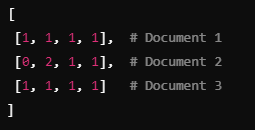 [
[1, 1, 1, 1], # Document 1
[0, 2, 1, 1], # Document 2
[1, 1, 1, 1] # Document 3
]